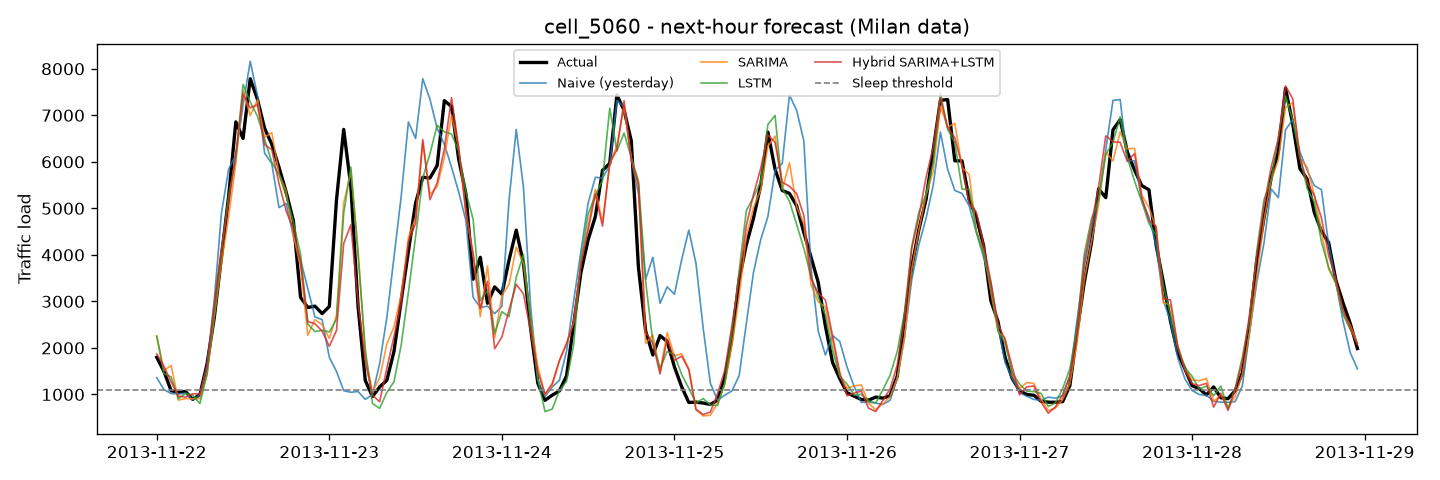 cell_5060 - next-hour forecast (Milan data)
Actual
Naive (yesterday)
SARIMA
LSTM
Hybrid SARIMA+LSTM
Sleep threshold
Traffic load
8000
7000
6000
5000
4000
3000
2000
1000
2013-11-22 2013-11-23 2013-11-24 2013-11-25 2013-11-26 2013-11-27 2013-11-28 2013-11-29